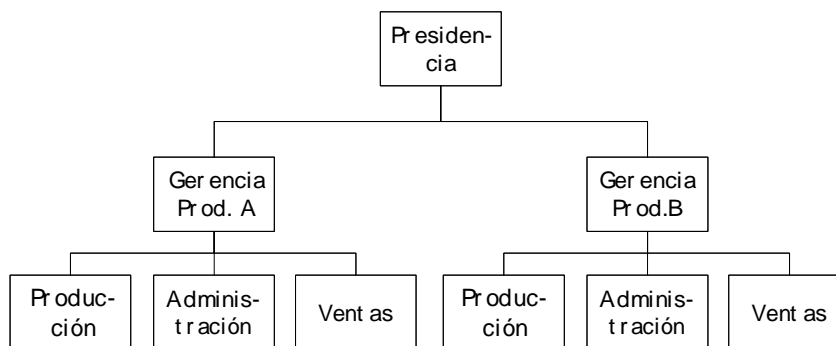 Presiden-
cia
Gerencia
Prod. A
Gerencia
Prod.B
Produc-
ción
Adminis-
tración
Ventas
Produc-
ción
Adminis-
tración
Ventas